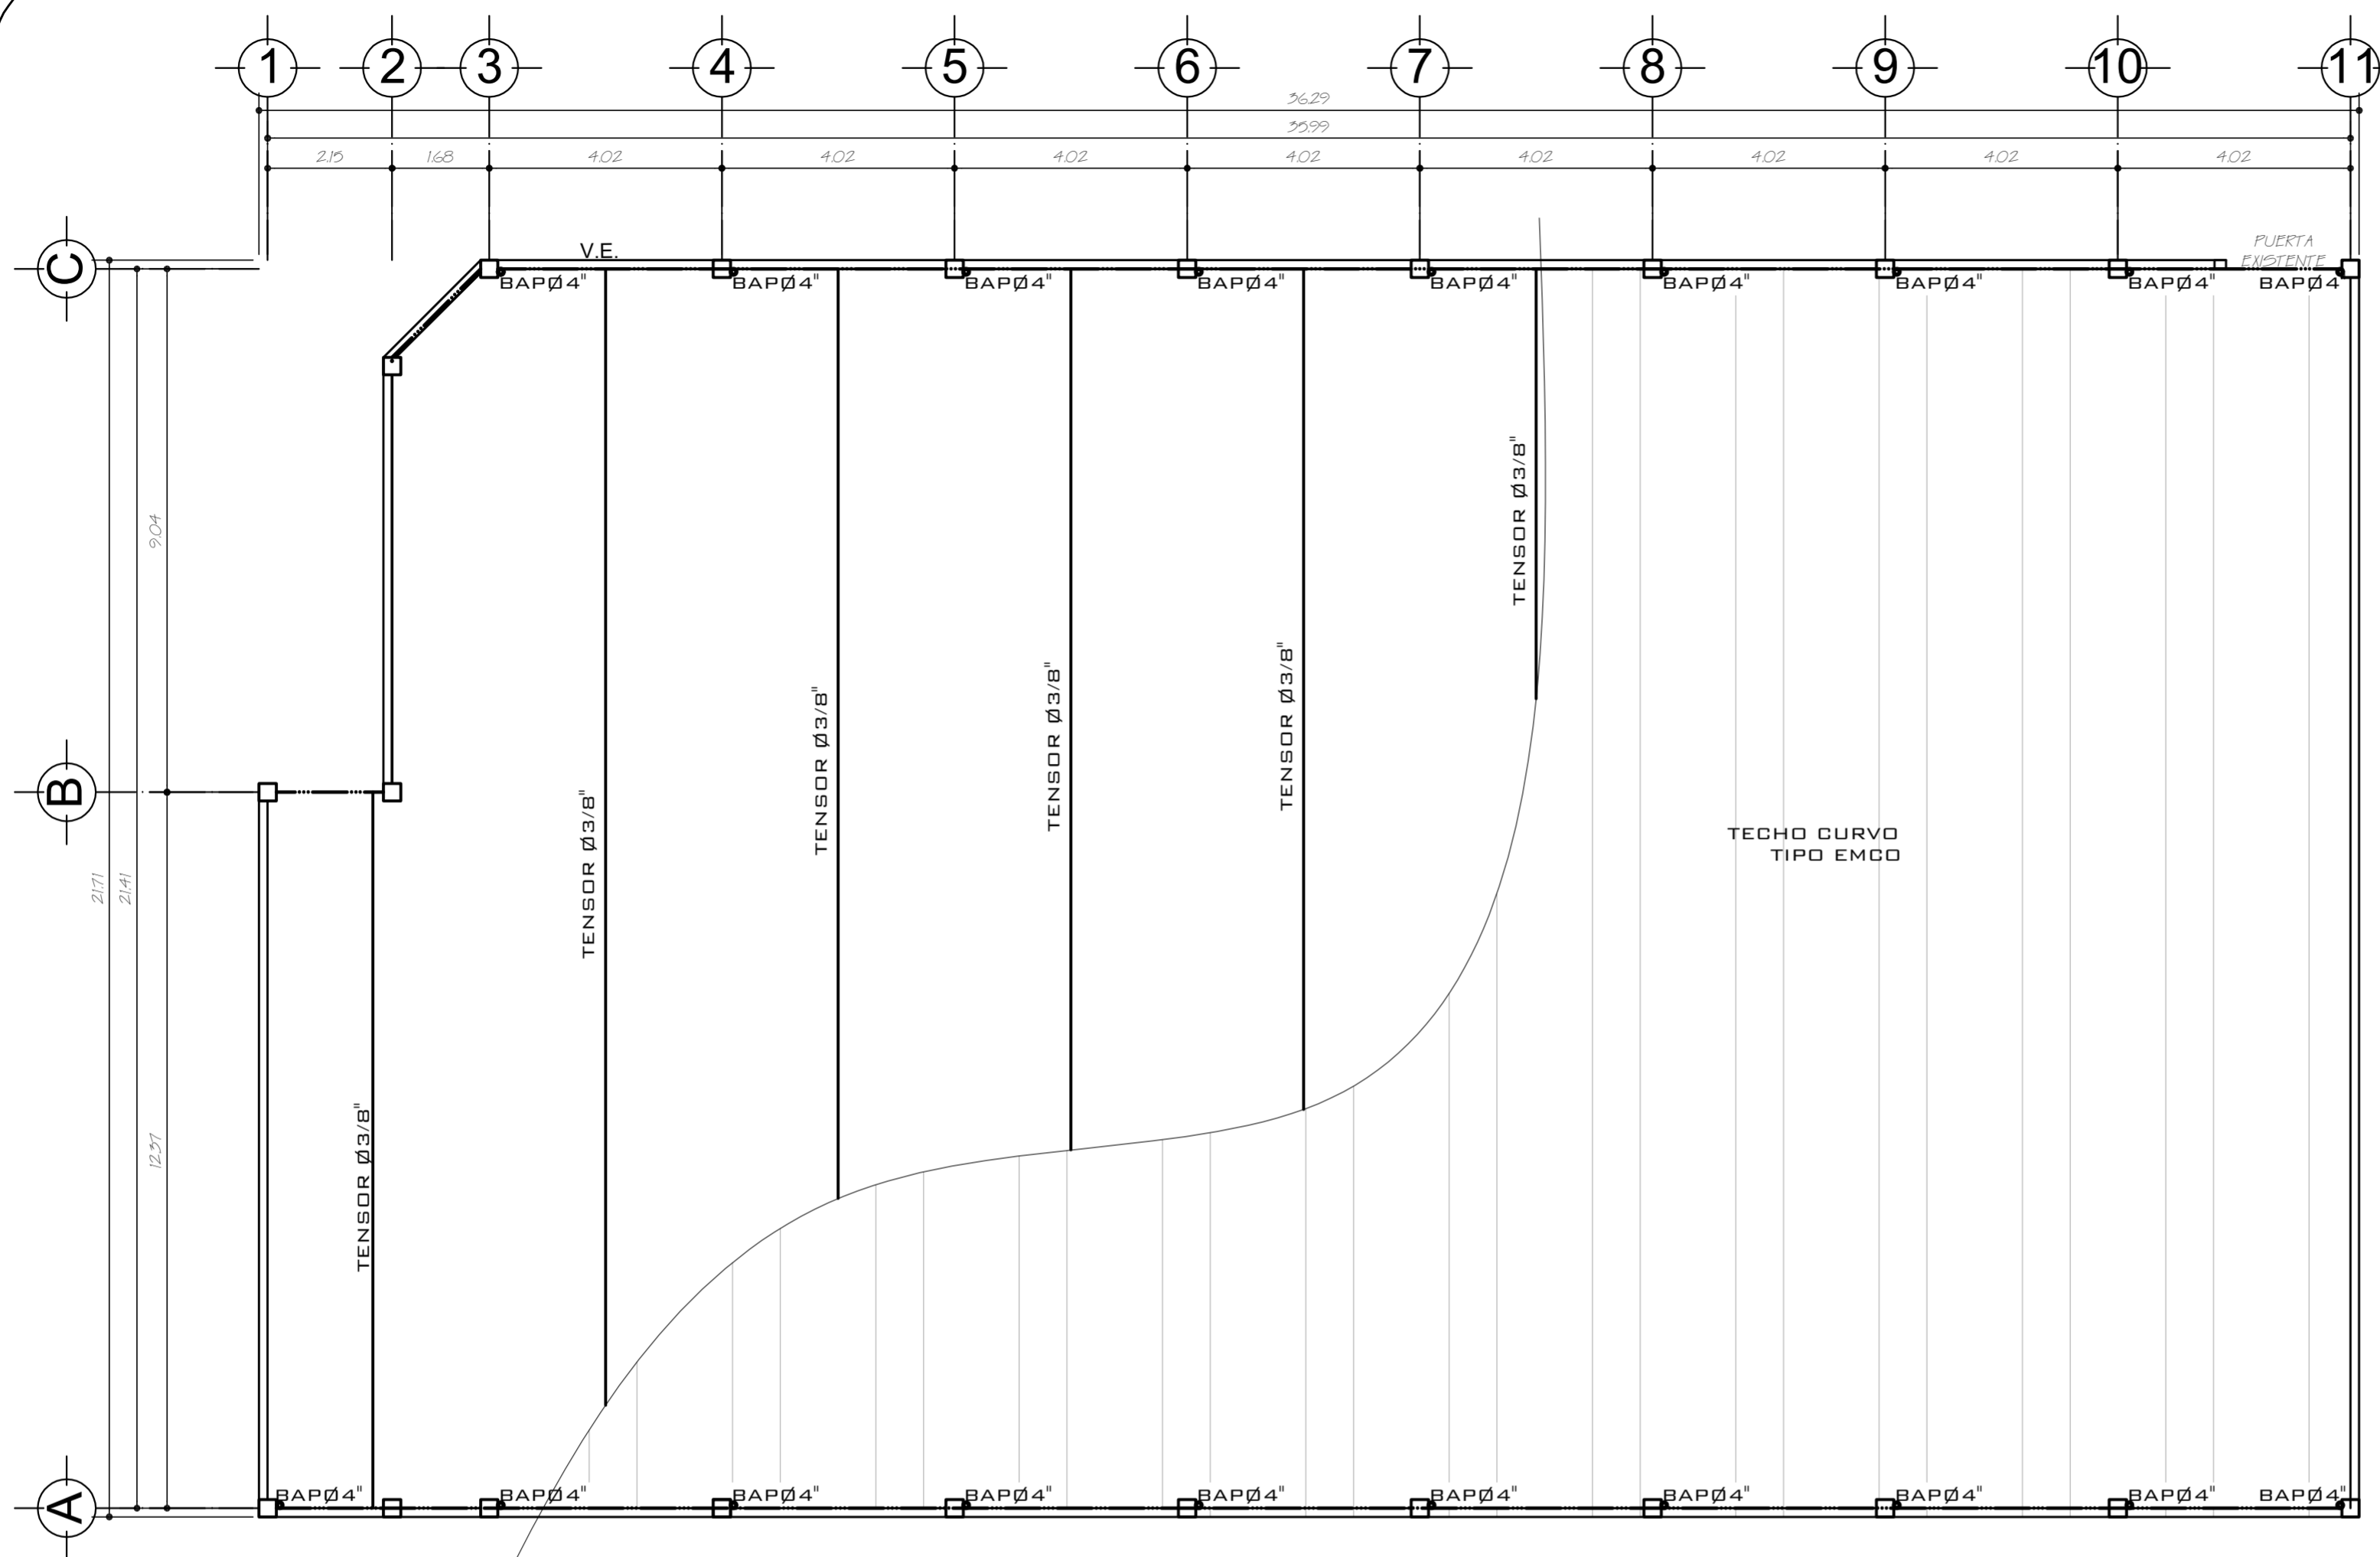 1 2 3 4 5 6 7 8 9 10 11
36.29
35.99
2.15 1.68 4.02 4.02 4.02 4.02 4.02 4.02 4.02 4.02
C
V.E.
PUERTA
EXISTENTE
BAPØ4" BAPØ4" BAPØ4" BAPØ4" BAPØ4" BAPØ4" BAPØ4" BAPØ4" BAPØ4"
9.04
TENSOR Ø3/8"
TENSOR Ø3/8"
TENSOR Ø3/8"
TENSOR Ø3/8"
TENSOR Ø3/8"
B
TECHO CURVO
TIPO EMCO
21.71
21.41
12.37
TENSOR Ø3/8"
BAPØ4" BAPØ4" BAPØ4" BAPØ4" BAPØ4" BAPØ4" BAPØ4" BAPØ4" BAPØ4" BAPØ4"
A